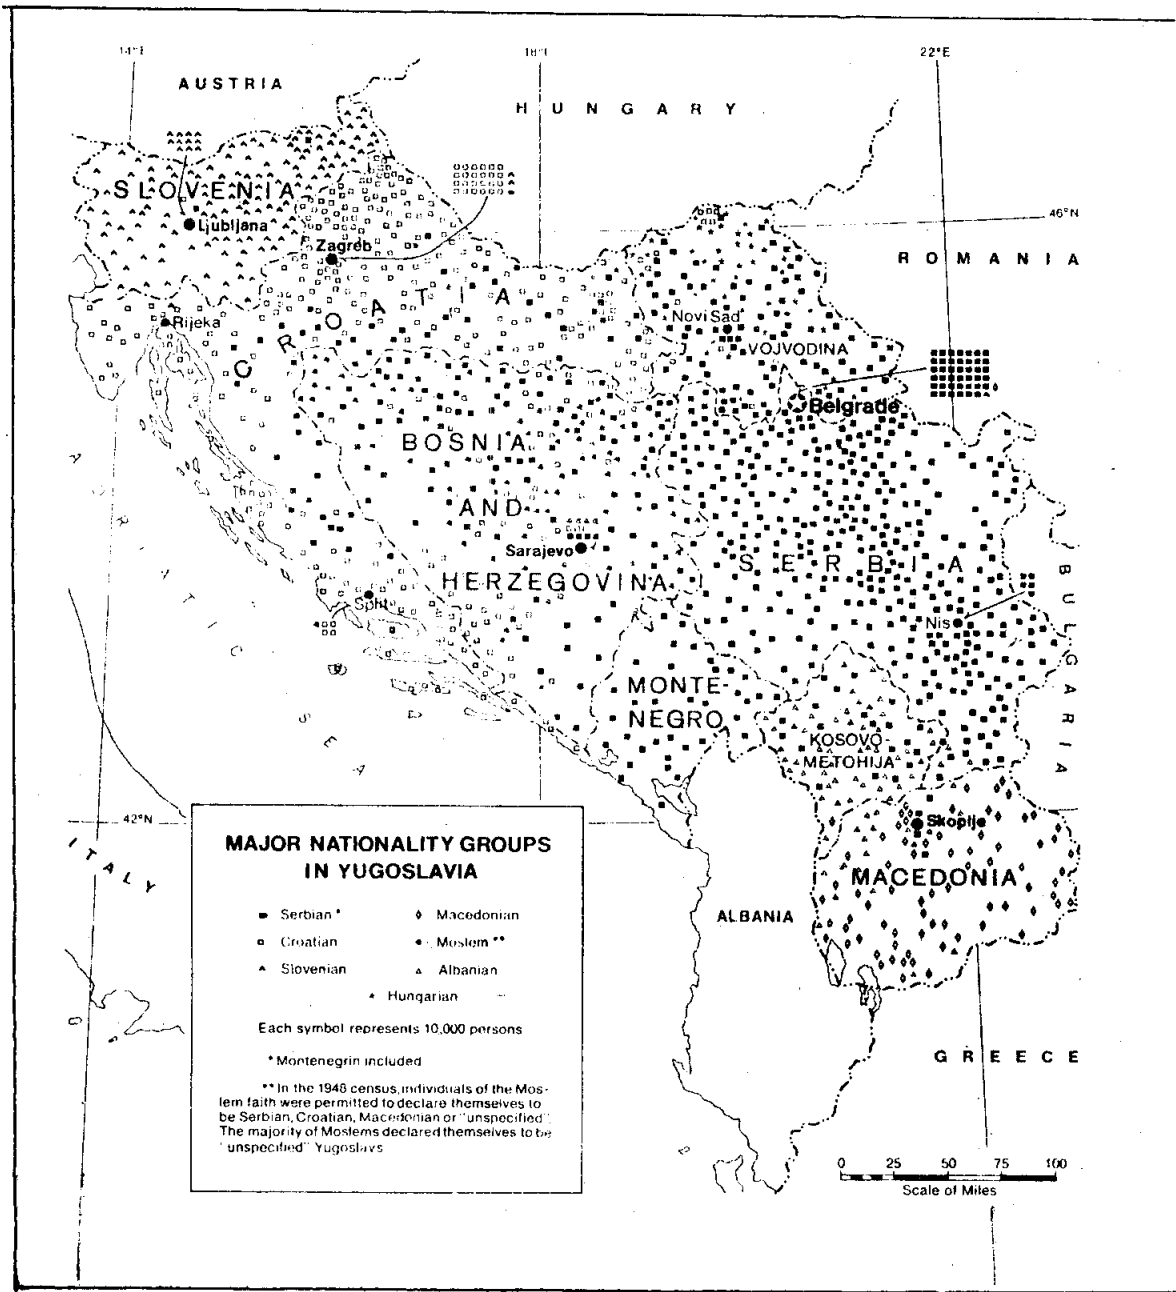 14°E
18°E
22°E
AUSTRIA
HUNGARY
SLOVENIA
Ljubljana
46°N
Zagreb
ROMANIA
CROATIA
Rijeka
Novi Sad
VOJVODINA
Belgrade
BOSNIA
AND
HERZEGOVINA
Sarajevo
SERBIA
BULGARIA
Split
Nis
ADRIATIC SEA
MONTE-
NEGRO
KOSOVO-
METOHIJA
42°N
Skoplje
ITALY
MACEDONIA
ALBANIA
GREECE
MAJOR NATIONALITY GROUPS
IN YUGOSLAVIA
Serbian *
Macedonian
Croatian
Moslem **
Slovenian
Albanian
Hungarian
Each symbol represents 10,000 persons
* Montenegrin included
** In the 1948 census, individuals of the Mos-
lem faith were permitted to declare themselves to
be Serbian, Croatian, Macedonian or "unspecified".
The majority of Moslems declared themselves to be
"unspecified" Yugoslavs
0 25 50 75 100
Scale of Miles